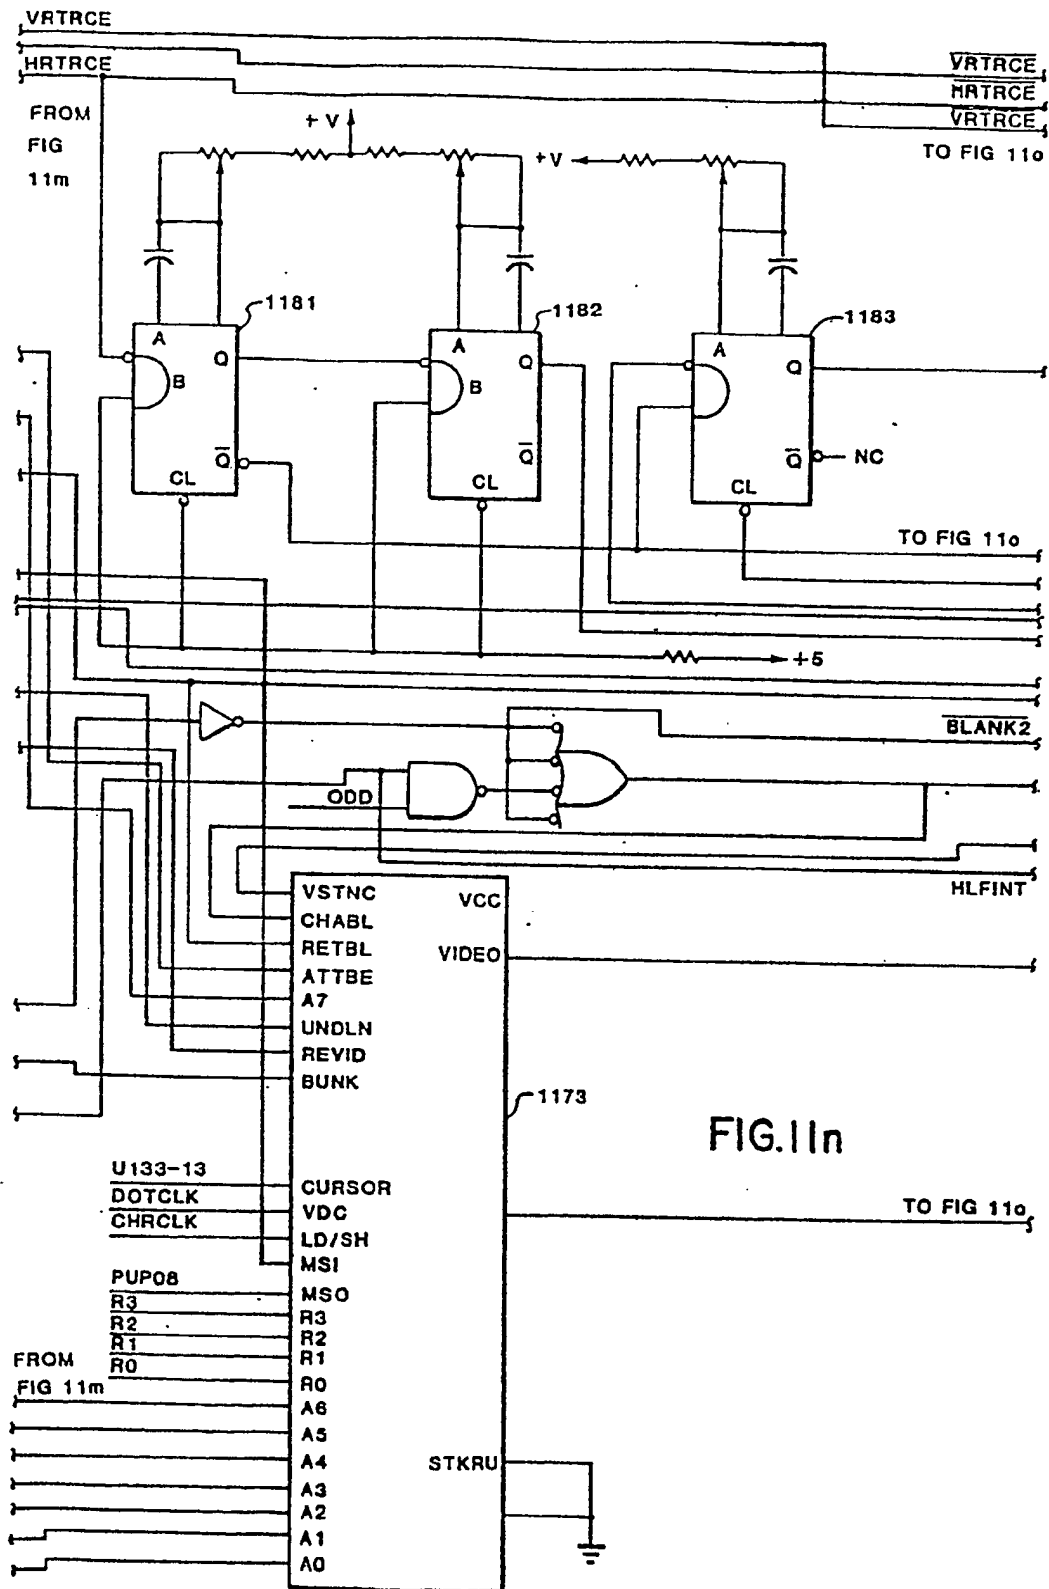 VRTRCE
VRTRCE
HRTRCE
HRTRCE
VRTRCE
FROM
FIG
11m
TO FIG 11o
+V
+V
1181
1182
1183
A
Q
B
Q
CL
A
Q
B
Q
CL
A
Q
Q
NC
CL
TO FIG 11o
+5
BLANK2
ODD
HLFINT
VSTNC
VCC
CHABL
RETBL
VIDEO
ATTBE
A7
UNDLN
REVID
BUNK
1173
FIG.11n
U133-13
CURSOR
DOTCLK
VDC
CHRCLK
LD/SH
TO FIG 11o
MSI
PUP08
MSO
R3
R3
R2
R2
R1
R1
R0
R0
FROM
FIG 11m
A6
A5
A4
STKRU
A3
A2
A1
A0